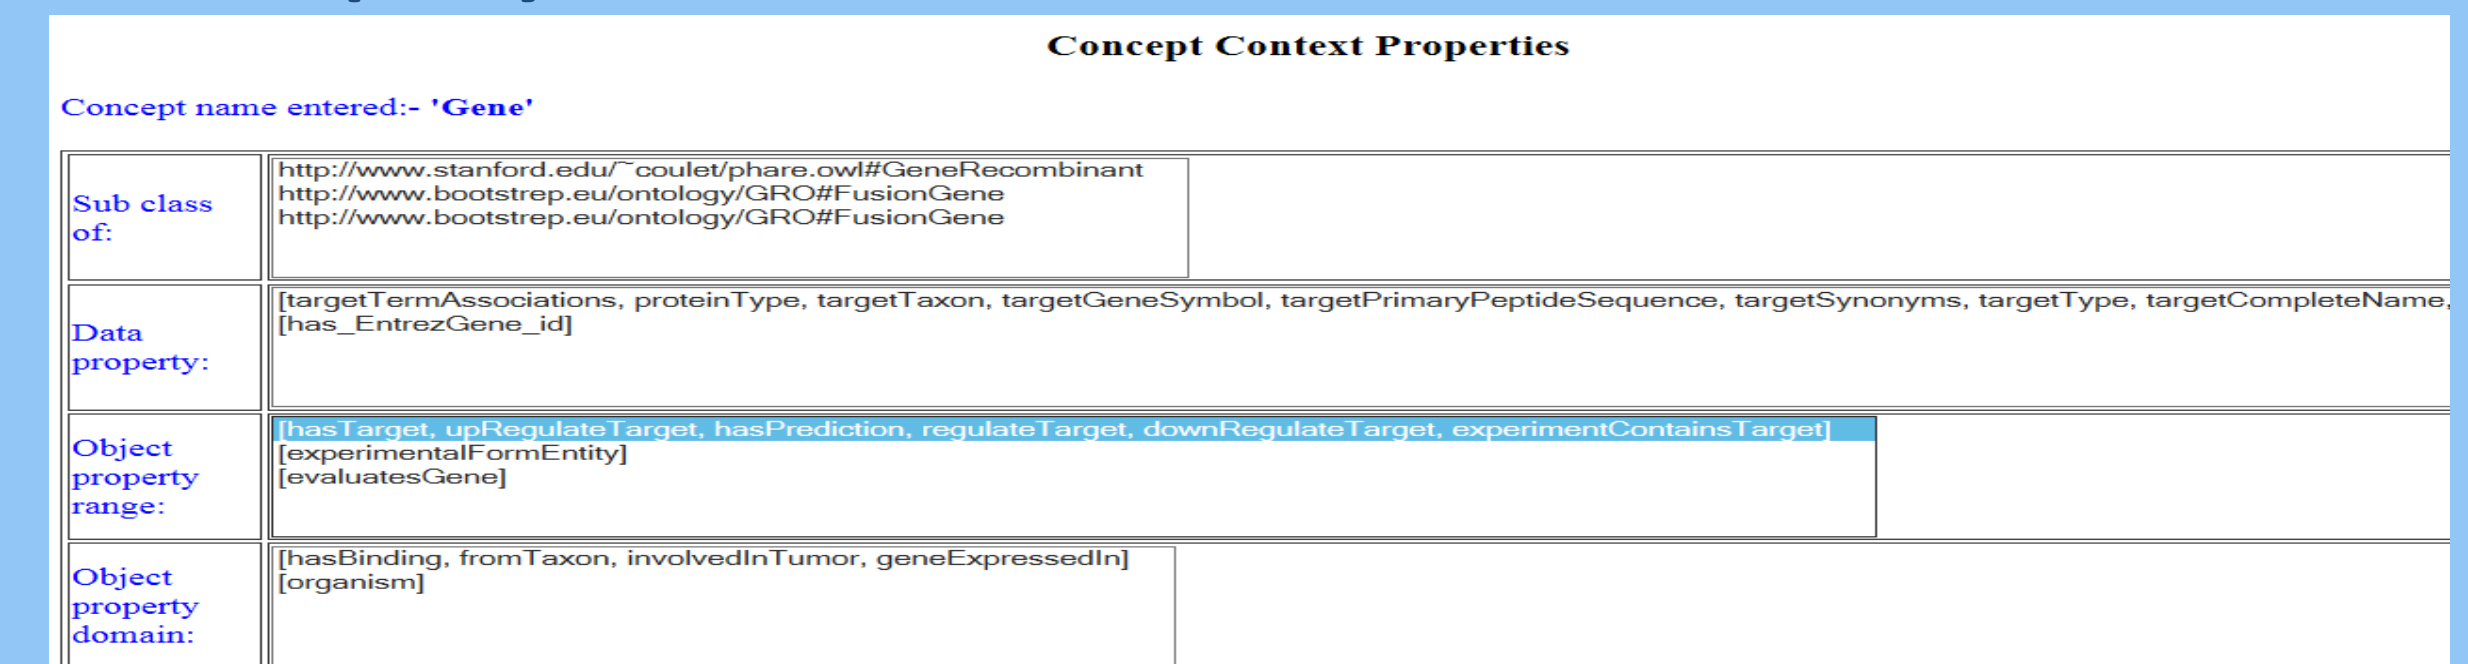 Concept Context Properties
Concept name entered:- 'Gene'
Sub class
of:
http://www.stanford.edu/~coulet/phare.owl#GeneRecombinant
http://www.bootstrep.eu/ontology/GRO#FusionGene
http://www.bootstrep.eu/ontology/GRO#FusionGene
Data
property:
[targetTermAssociations, proteinType, targetTaxon, targetGeneSymbol, targetPrimaryPeptideSequence, targetSynonyms, targetType, targetCompleteName,
[has_EntrezGene_id]
Object
property
range:
[hasTarget, upRegulateTarget, hasPrediction, regulateTarget, downRegulateTarget, experimentContainsTarget]
[experimentalFormEntity]
[evaluatesGene]
Object
property
domain:
[hasBinding, fromTaxon, involvedInTumor, geneExpressedIn]
[organism]